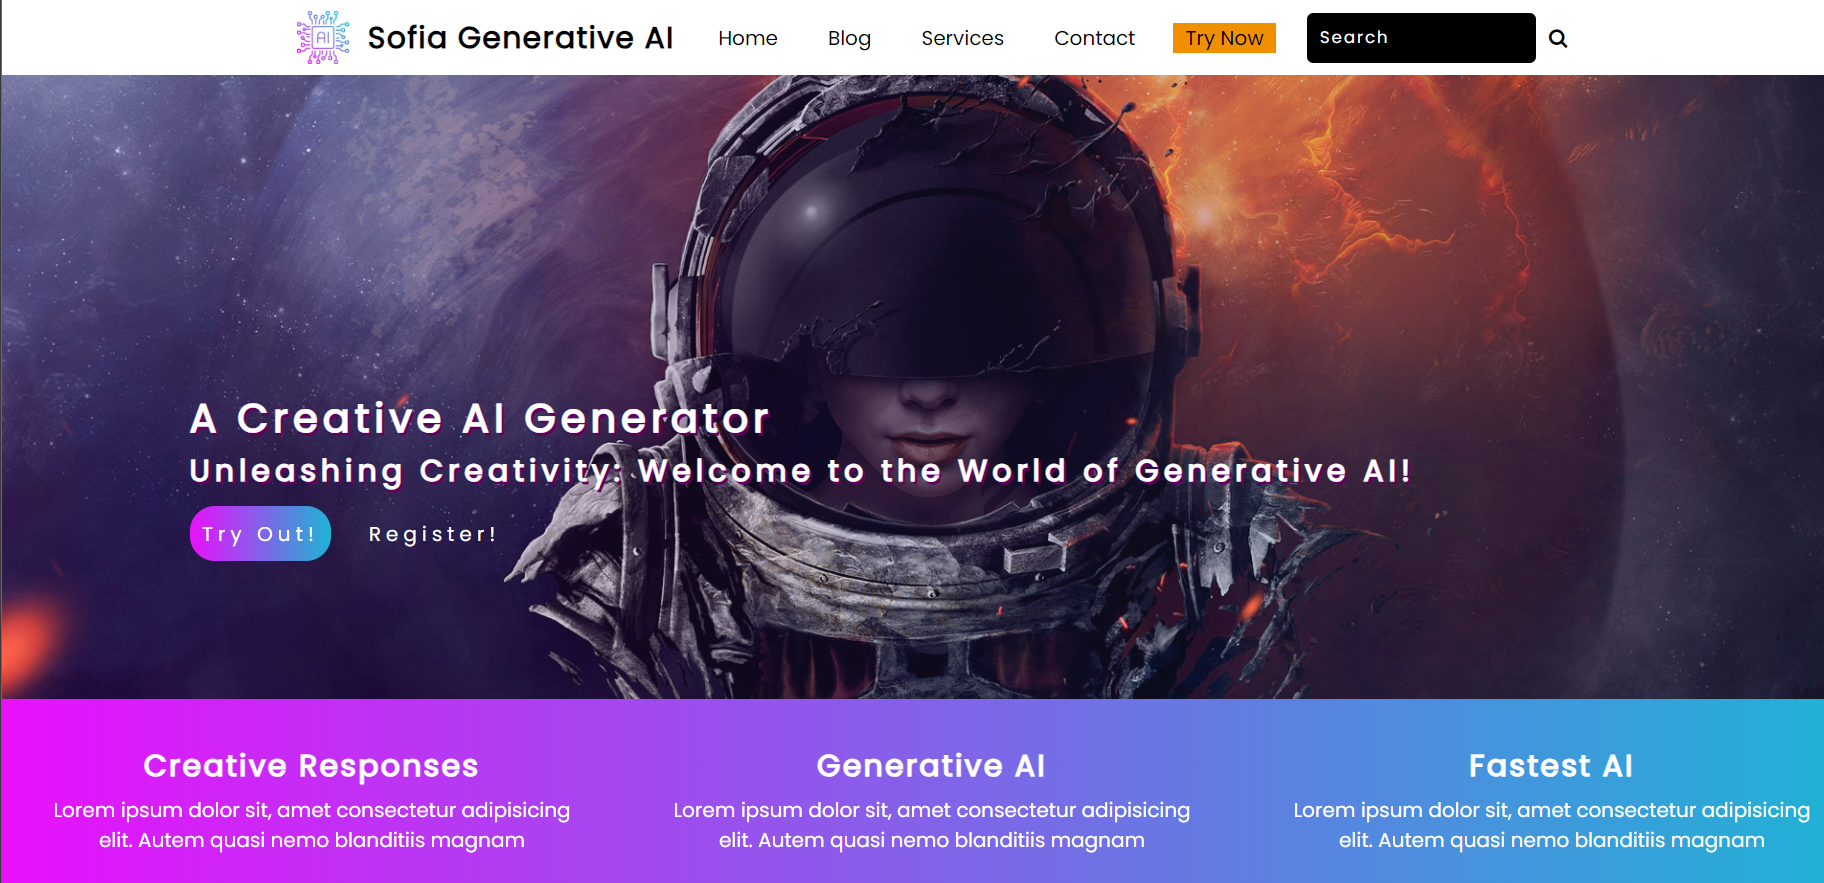 AI
Sofia Generative AI
Home
Blog
Services
Contact
Try Now
Search
A Creative AI Generator
Unleashing Creativity: Welcome to the World of Generative AI!
Try Out!
Register!
Creative Responses
Lorem ipsum dolor sit, amet consectetur adipisicing
elit. Autem quasi nemo blanditiis magnam
Generative AI
Lorem ipsum dolor sit, amet consectetur adipisicing
elit. Autem quasi nemo blanditiis magnam
Fastest AI
Lorem ipsum dolor sit, amet consectetur adipisicing
elit. Autem quasi nemo blanditiis magnam